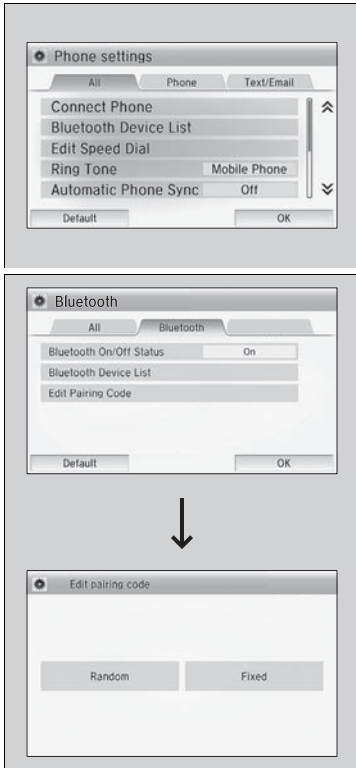 Phone settings
All Phone Text/Email
Connect Phone
Bluetooth Device List
Edit Speed Dial
Ring Tone Mobile Phone
Automatic Phone Sync Off
Default OK
Bluetooth
All Bluetooth
Bluetooth On/Off Status On
Bluetooth Device List
Edit Pairing Code
Default OK
Edit pairing code
Random Fixed